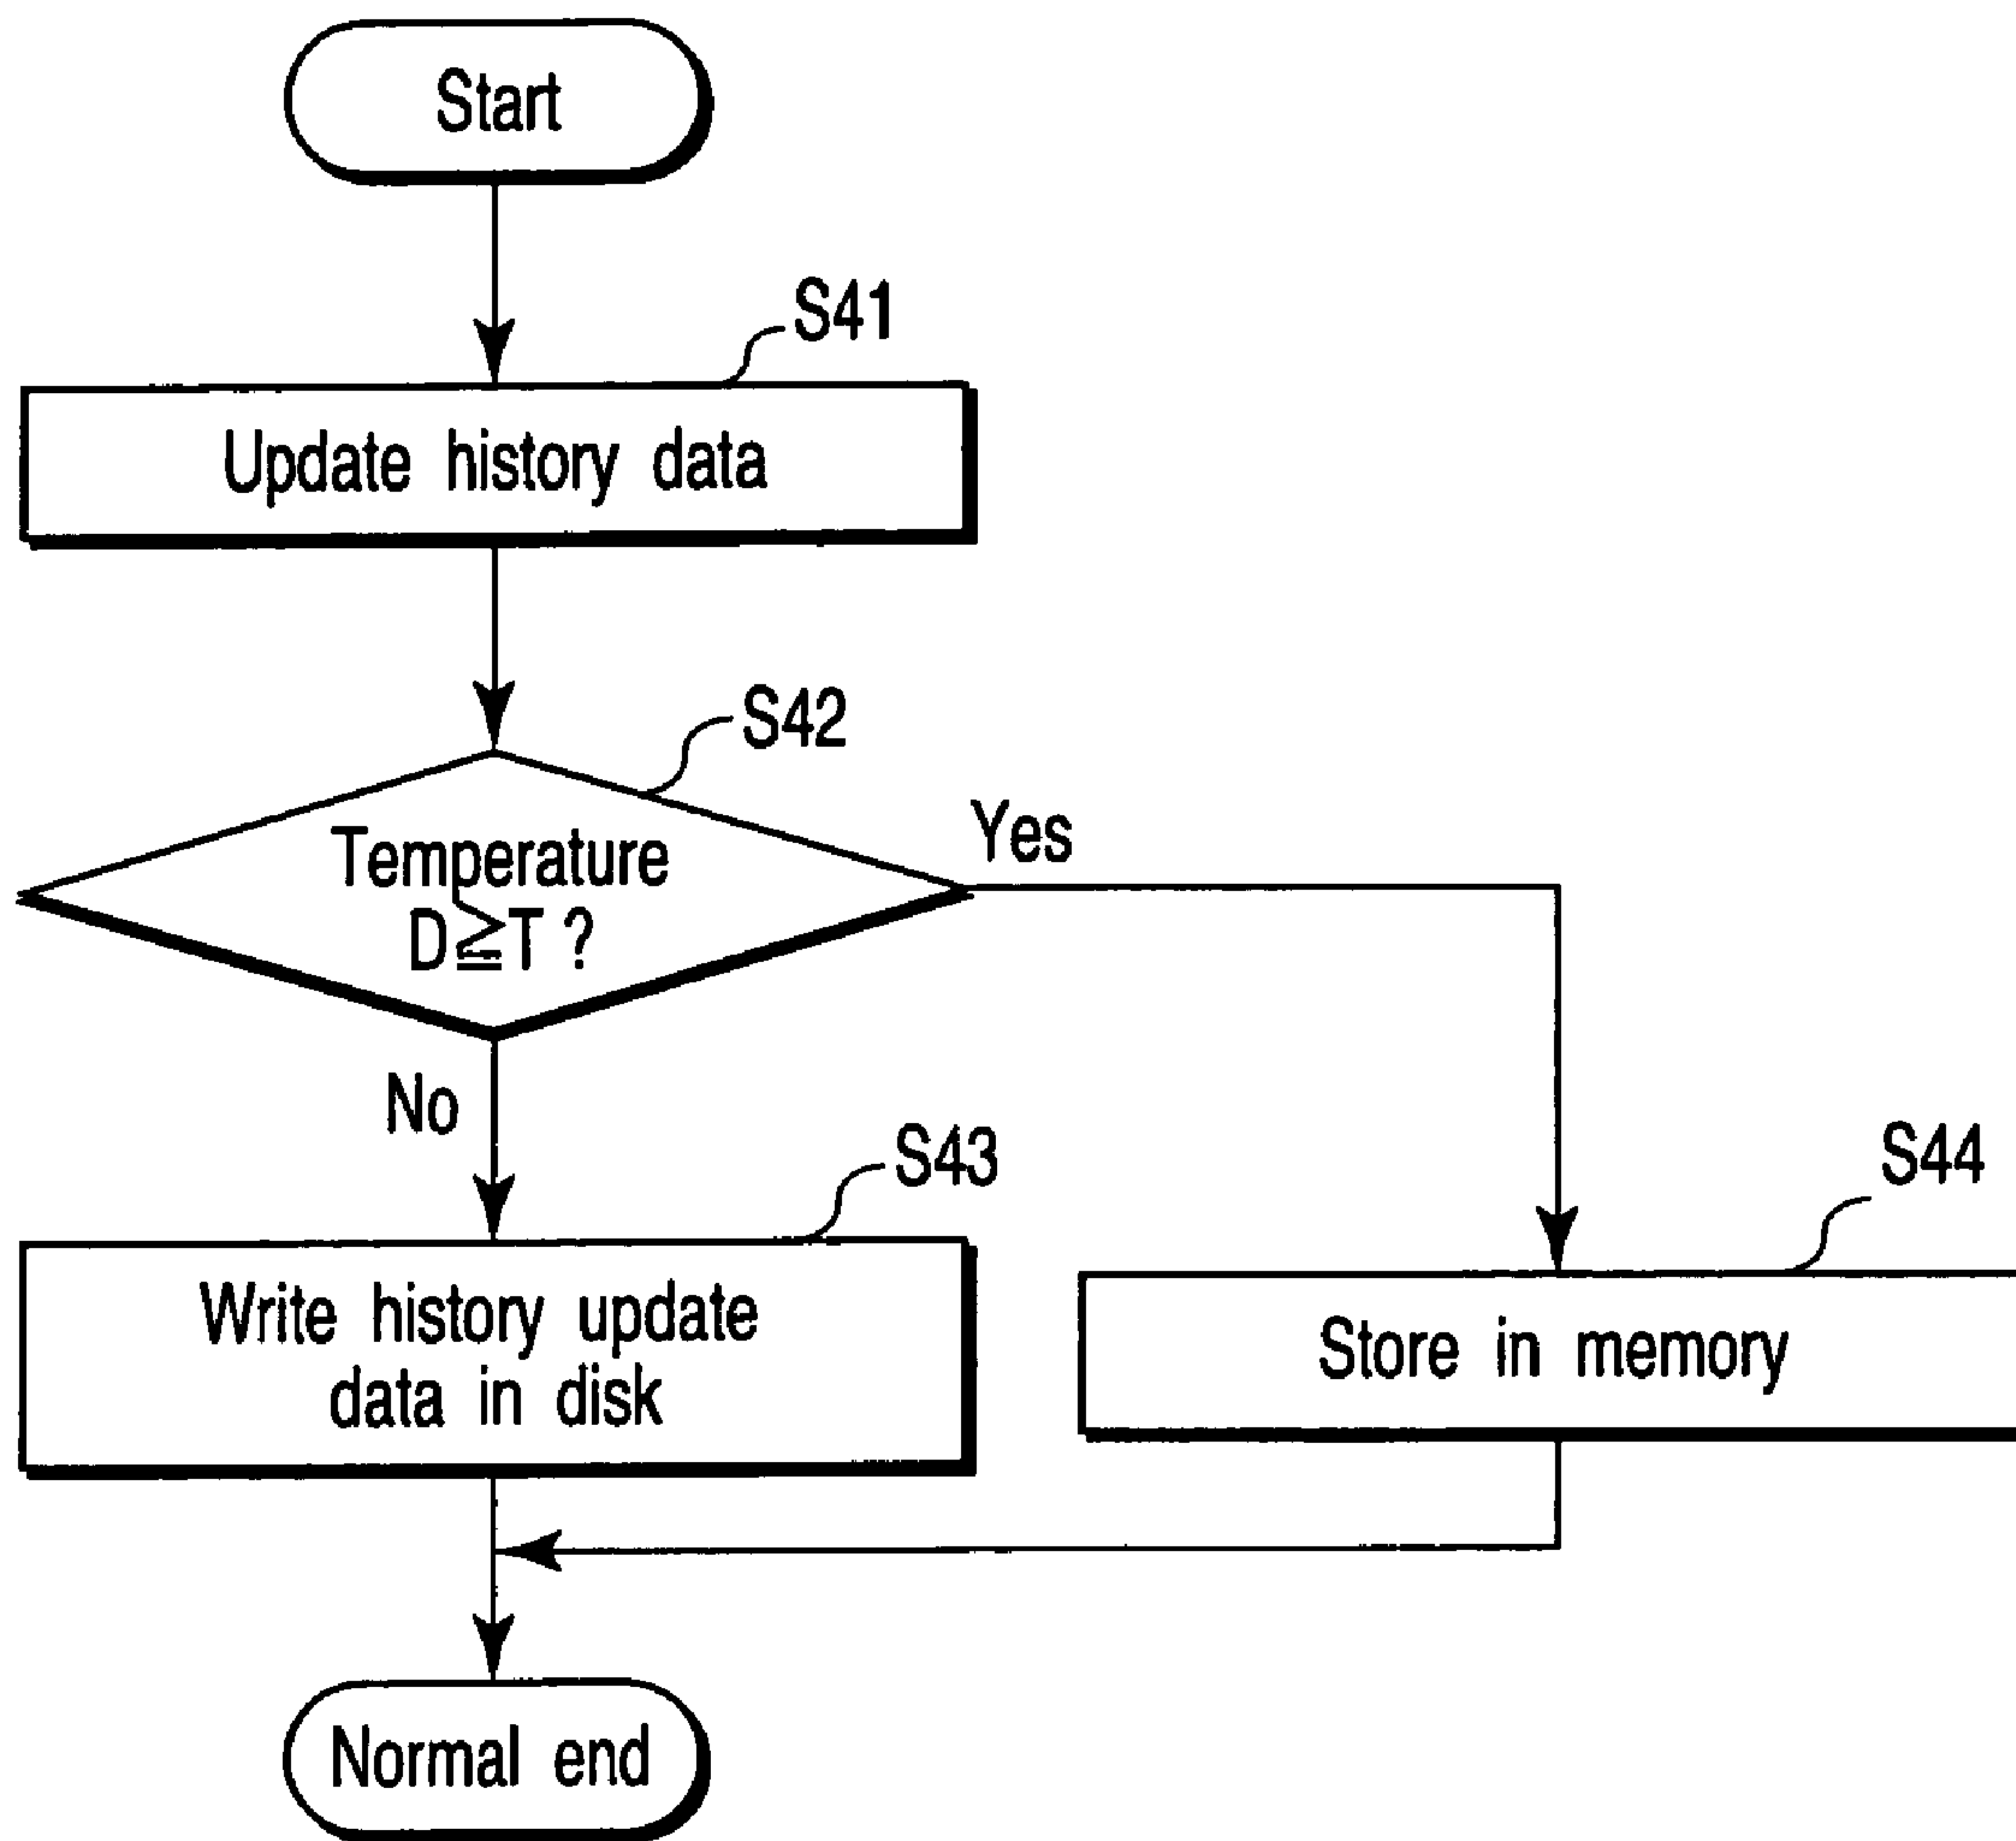 Start
S41
Update history data
S42
Temperature
D≧T ?
Yes
No
S43
S44
Write history update
data in disk
Store in memory
Normal end